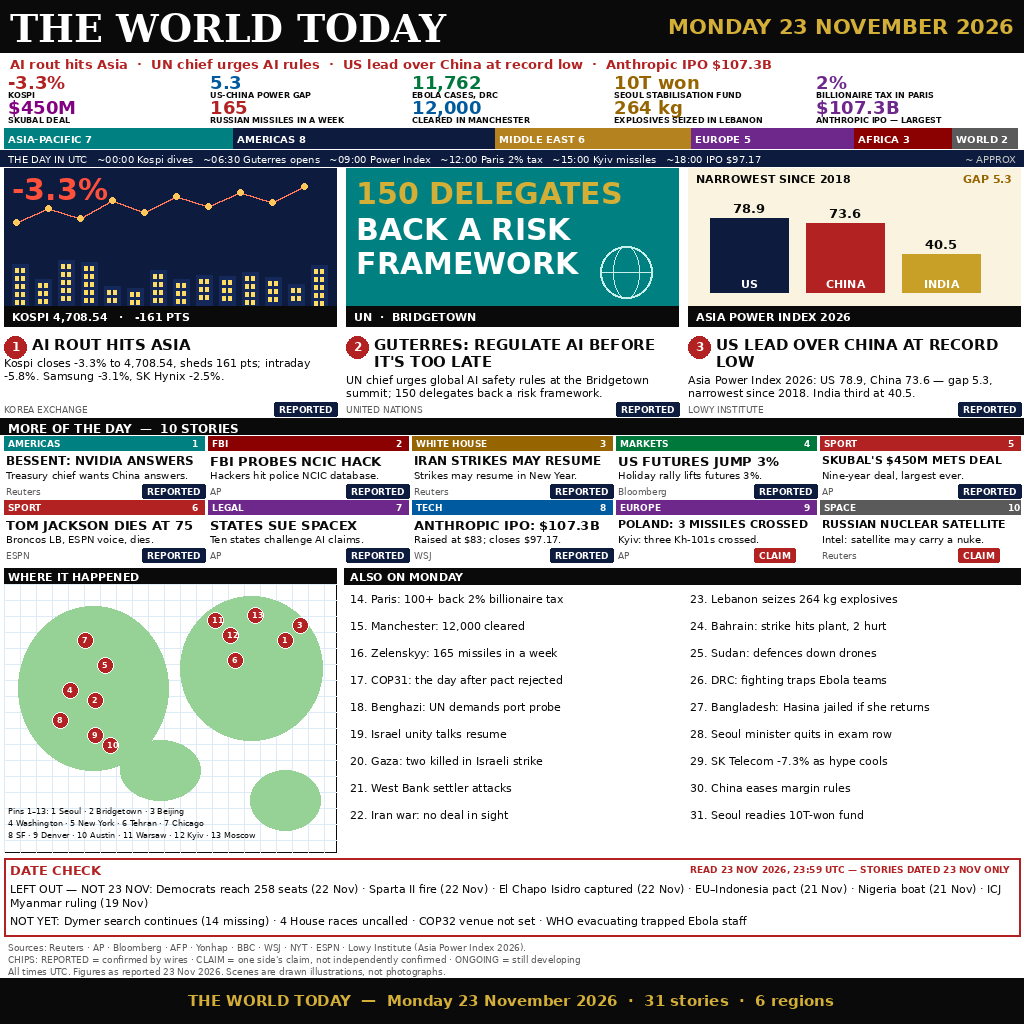 THE WORLD TODAY
MONDAY 23 NOVEMBER 2026
AI rout hits Asia · UN chief urges AI rules · US lead over China at record low · Anthropic IPO $107.3B
-3.3%
KOSPI
5.3
US-CHINA POWER GAP
11,762
EBOLA CASES, DRC
10T won
SEOUL STABILISATION FUND
2%
BILLIONAIRE TAX IN PARIS
$450M
SKUBAL DEAL
165
RUSSIAN MISSILES IN A WEEK
12,000
CLEARED IN MANCHESTER
264 kg
EXPLOSIVES SEIZED IN LEBANON
$107.3B
ANTHROPIC IPO — LARGEST
ASIA-PACIFIC 7
AMERICAS 8
MIDDLE EAST 6
EUROPE 5
AFRICA 3
WORLD 2
THE DAY IN UTC ~00:00 Kospi dives ~06:30 Guterres opens ~09:00 Power Index ~12:00 Paris 2% tax ~15:00 Kyiv missiles ~18:00 IPO $97.17
~ APPROX
-3.3%
KOSPI 4,708.54 · -161 PTS
150 DELEGATES
BACK A RISK
FRAMEWORK
UN · BRIDGETOWN
NARROWEST SINCE 2018
GAP 5.3
78.9
73.6
40.5
US
CHINA
INDIA
ASIA POWER INDEX 2026
1
AI ROUT HITS ASIA
Kospi closes -3.3% to 4,708.54, sheds 161 pts; intraday
-5.8%. Samsung -3.1%, SK Hynix -2.5%.
KOREA EXCHANGE
REPORTED
2
GUTERRES: REGULATE AI BEFORE
IT'S TOO LATE
UN chief urges global AI safety rules at the Bridgetown
summit; 150 delegates back a risk framework.
UNITED NATIONS
REPORTED
3
US LEAD OVER CHINA AT RECORD
LOW
Asia Power Index 2026: US 78.9, China 73.6 — gap 5.3,
narrowest since 2018. India third at 40.5.
LOWY INSTITUTE
REPORTED
MORE OF THE DAY — 10 STORIES
AMERICAS 1
BESSENT: NVIDIA ANSWERS
Treasury chief wants China answers.
Reuters
REPORTED
FBI 2
FBI PROBES NCIC HACK
Hackers hit police NCIC database.
AP
REPORTED
WHITE HOUSE 3
IRAN STRIKES MAY RESUME
Strikes may resume in New Year.
Reuters
REPORTED
MARKETS 4
US FUTURES JUMP 3%
Holiday rally lifts futures 3%.
Bloomberg
REPORTED
SPORT 5
SKUBAL'S $450M METS DEAL
Nine-year deal, largest ever.
AP
REPORTED
SPORT 6
TOM JACKSON DIES AT 75
Broncos LB, ESPN voice, dies.
ESPN
REPORTED
LEGAL 7
STATES SUE SPACEX
Ten states challenge AI claims.
AP
REPORTED
TECH 8
ANTHROPIC IPO: $107.3B
Raised at $83; closes $97.17.
WSJ
REPORTED
EUROPE 9
POLAND: 3 MISSILES CROSSED
Kyiv: three Kh-101s crossed.
AP
CLAIM
SPACE 10
RUSSIAN NUCLEAR SATELLITE
Intel: satellite may carry a nuke.
Reuters
CLAIM
WHERE IT HAPPENED
11
13
3
12
1
7
6
5
4
2
8
9
10
Pins 1–13: 1 Seoul · 2 Bridgetown · 3 Beijing
4 Washington · 5 New York · 6 Tehran · 7 Chicago
8 SF · 9 Denver · 10 Austin · 11 Warsaw · 12 Kyiv · 13 Moscow
ALSO ON MONDAY
14. Paris: 100+ back 2% billionaire tax
15. Manchester: 12,000 cleared
16. Zelenskyy: 165 missiles in a week
17. COP31: the day after pact rejected
18. Benghazi: UN demands port probe
19. Israel unity talks resume
20. Gaza: two killed in Israeli strike
21. West Bank settler attacks
22. Iran war: no deal in sight
23. Lebanon seizes 264 kg explosives
24. Bahrain: strike hits plant, 2 hurt
25. Sudan: defences down drones
26. DRC: fighting traps Ebola teams
27. Bangladesh: Hasina jailed if she returns
28. Seoul minister quits in exam row
29. SK Telecom -7.3% as hype cools
30. China eases margin rules
31. Seoul readies 10T-won fund
DATE CHECK
READ 23 NOV 2026, 23:59 UTC — STORIES DATED 23 NOV ONLY
LEFT OUT — NOT 23 NOV: Democrats reach 258 seats (22 Nov) · Sparta II fire (22 Nov) · El Chapo Isidro captured (22 Nov) · EU–Indonesia pact (21 Nov) · Nigeria boat (21 Nov) · ICJ
Myanmar ruling (19 Nov)
NOT YET: Dymer search continues (14 missing) · 4 House races uncalled · COP32 venue not set · WHO evacuating trapped Ebola staff
Sources: Reuters · AP · Bloomberg · AFP · Yonhap · BBC · WSJ · NYT · ESPN · Lowy Institute (Asia Power Index 2026).
CHIPS: REPORTED = confirmed by wires · CLAIM = one side's claim, not independently confirmed · ONGOING = still developing
All times UTC. Figures as reported 23 Nov 2026. Scenes are drawn illustrations, not photographs.
THE WORLD TODAY — Monday 23 November 2026 · 31 stories · 6 regions